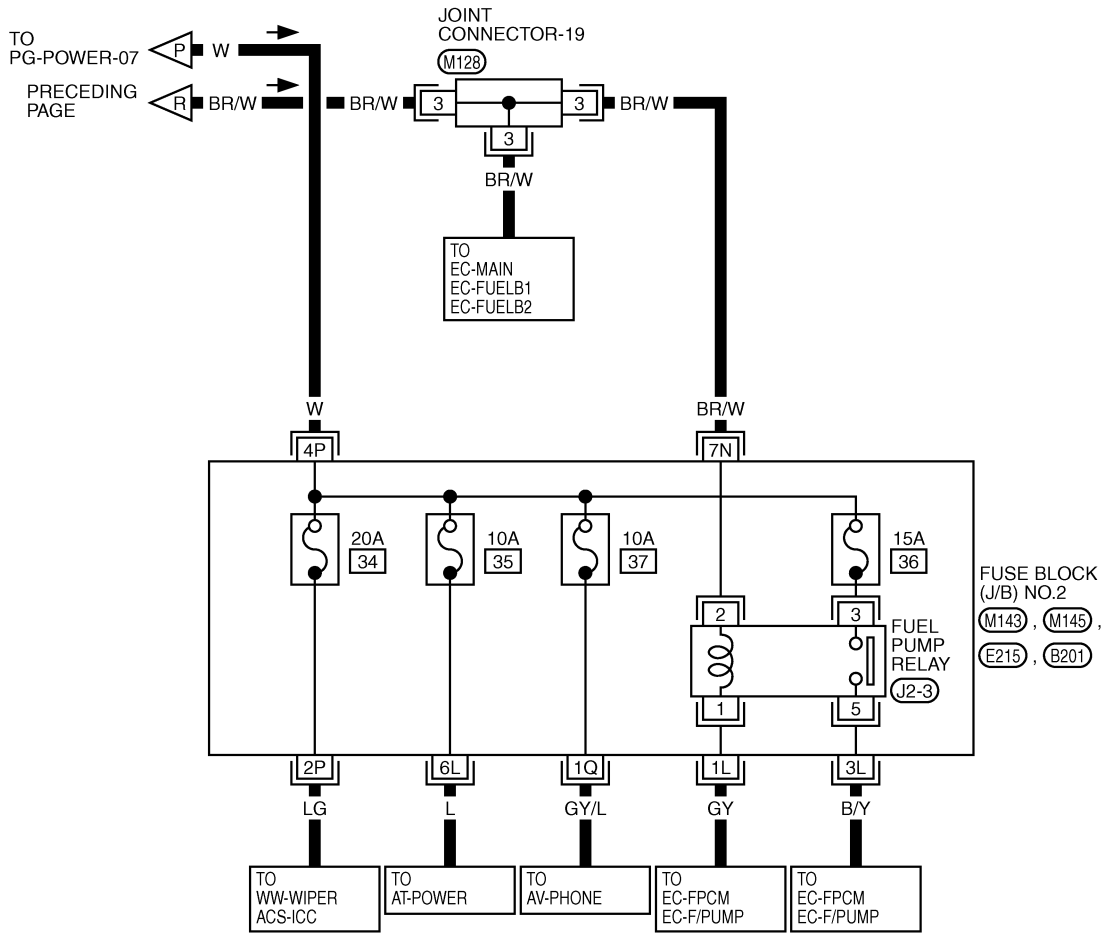 JOINT
CONNECTOR-19
M128
TO
PG-POWER-07
P
W
PRECEDING
PAGE
R
BR/W
BR/W
3
3
BR/W
3
BR/W
TO
EC-MAIN
EC-FUELB1
EC-FUELB2
W
BR/W
4P
7N
20A
34
10A
35
10A
37
15A
36
FUSE BLOCK
(J/B) NO.2
M143 , M145 ,
E215 , B201
2
3
FUEL
PUMP
RELAY
J2-3
1
5
2P
6L
1Q
1L
3L
LG
L
GY/L
GY
B/Y
TO
WW-WIPER
ACS-ICC
TO
AT-POWER
TO
AV-PHONE
TO
EC-FPCM
EC-F/PUMP
TO
EC-FPCM
EC-F/PUMP